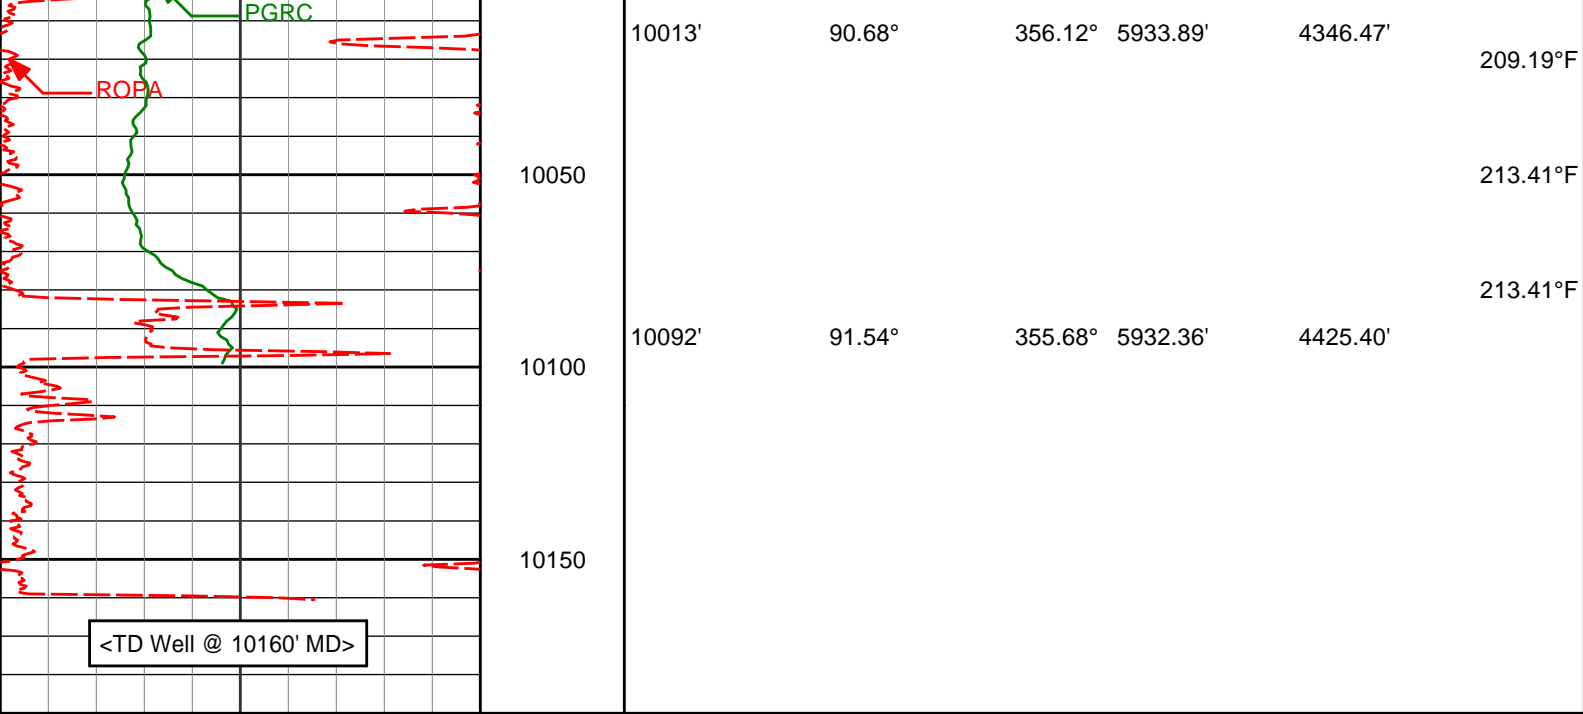 PGRC
10013' 90.68° 356.12° 5933.89' 4346.47'
209.19°F
ROPA
10050 213.41°F
213.41°F
10092' 91.54° 355.68° 5932.36' 4425.40'
10100
10150
<TD Well @ 10160' MD>